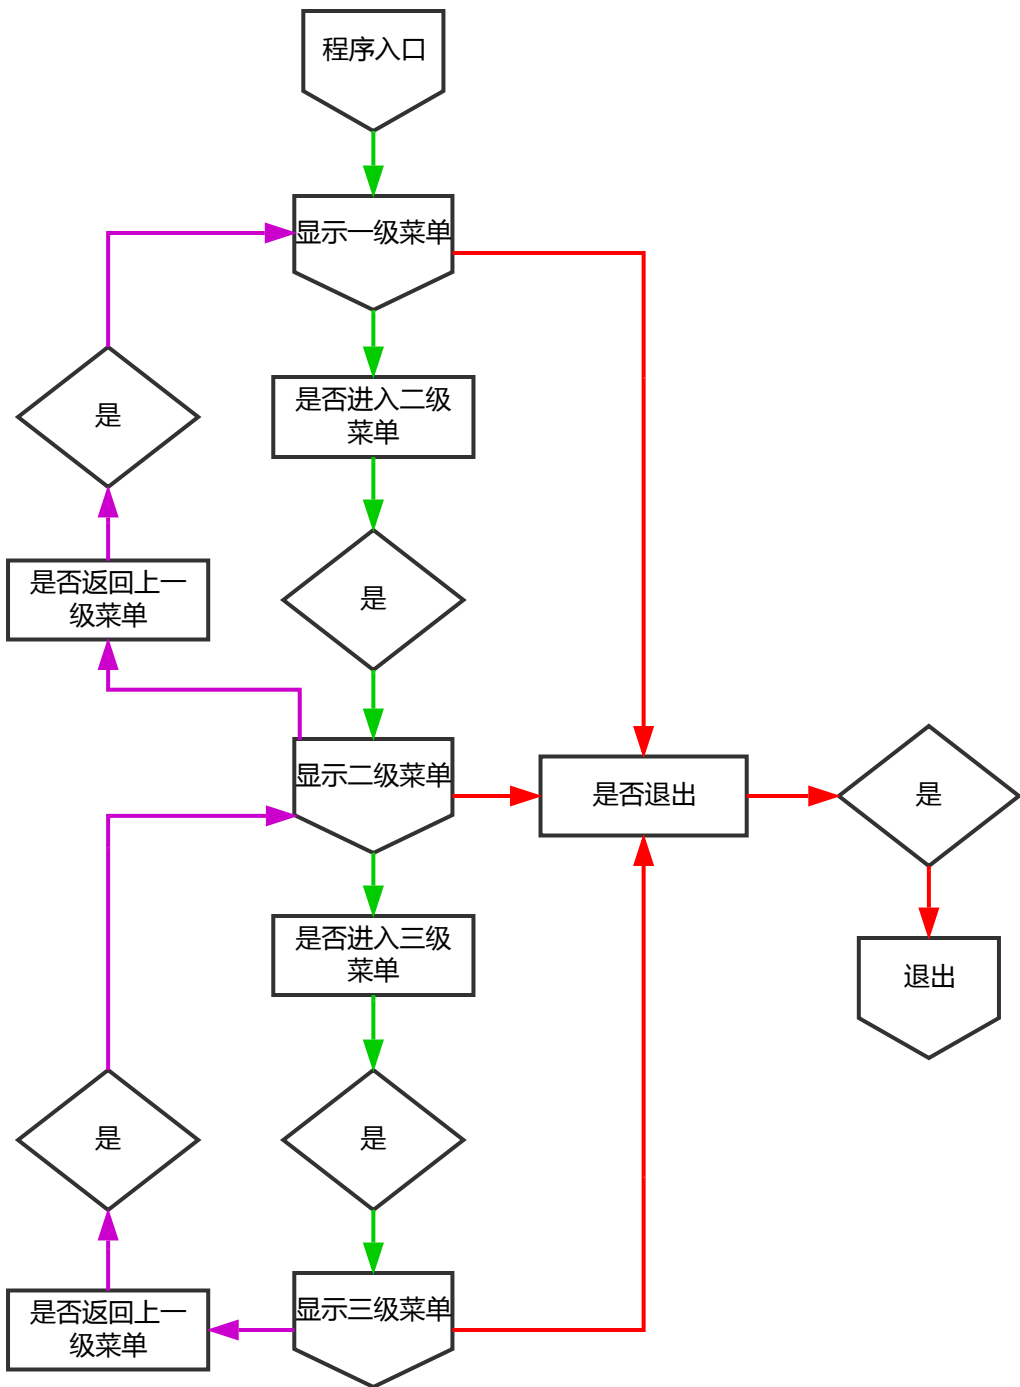 程序入口
显示一级菜单
是否进入二级
菜单
是
是
是否返回上一
级菜单
显示二级菜单
是否退出
是
是否进入三级
菜单
退出
是
是
是否返回上一
级菜单
显示三级菜单